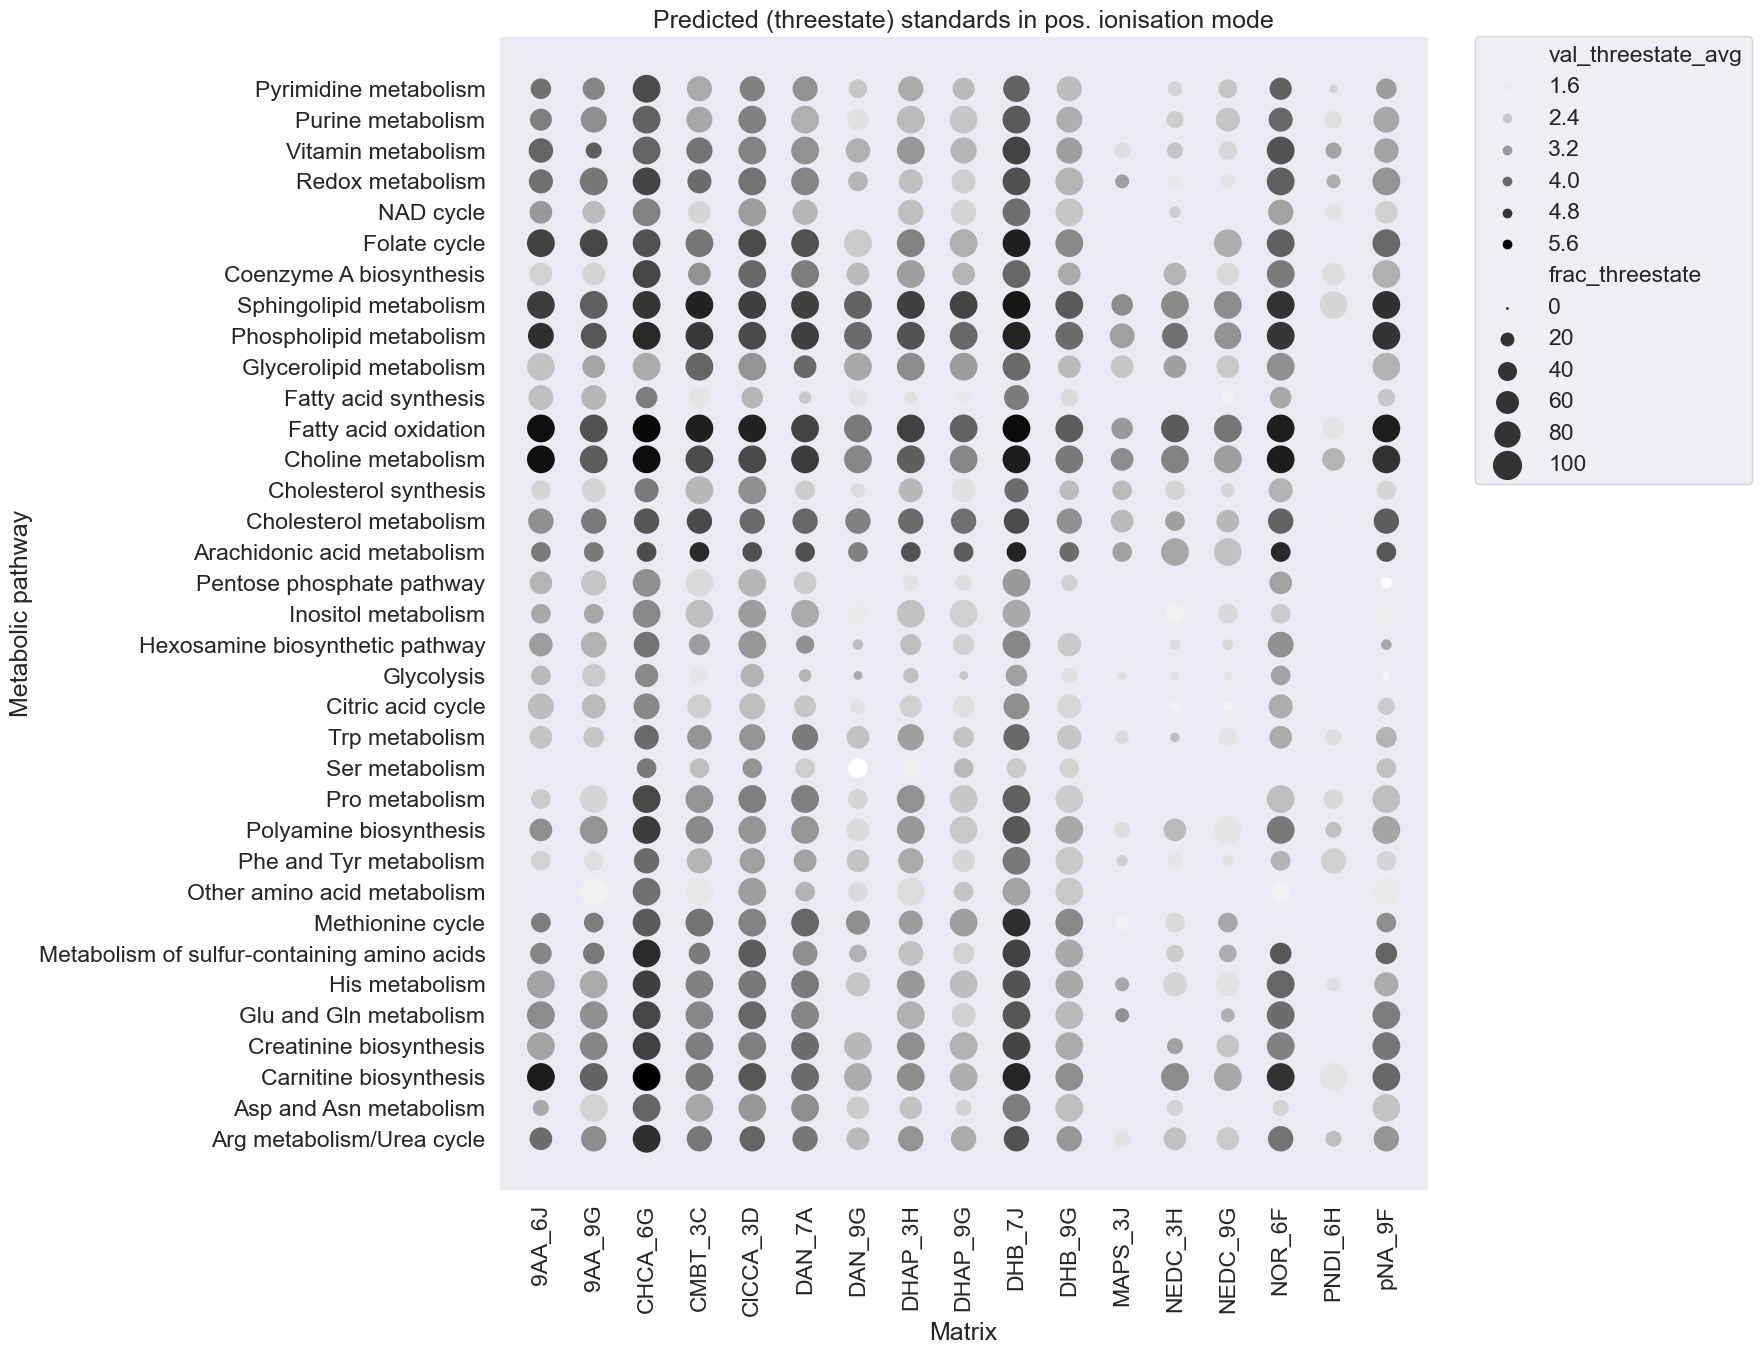 Predicted (threestate) standards in pos. ionisation mode
Metabolic pathway
Pyrimidine metabolism
Purine metabolism
Vitamin metabolism
Redox metabolism
NAD cycle
Folate cycle
Coenzyme A biosynthesis
Sphingolipid metabolism
Phospholipid metabolism
Glycerolipid metabolism
Fatty acid synthesis
Fatty acid oxidation
Choline metabolism
Cholesterol synthesis
Cholesterol metabolism
Arachidonic acid metabolism
Pentose phosphate pathway
Inositol metabolism
Hexosamine biosynthetic pathway
Glycolysis
Citric acid cycle
Trp metabolism
Ser metabolism
Pro metabolism
Polyamine biosynthesis
Phe and Tyr metabolism
Other amino acid metabolism
Methionine cycle
Metabolism of sulfur-containing amino acids
His metabolism
Glu and Gln metabolism
Creatinine biosynthesis
Carnitine biosynthesis
Asp and Asn metabolism
Arg metabolism/Urea cycle
9AA_6J
9AA_9G
CHCA_6G
CMBT_3C
ClCCA_3D
DAN_7A
DAN_9G
DHAP_3H
DHAP_9G
DHB_7J
DHB_9G
MAPS_3J
NEDC_3H
NEDC_9G
NOR_6F
PNDI_6H
pNA_9F
Matrix
val_threestate_avg
1.6
2.4
3.2
4.0
4.8
5.6
frac_threestate
0
20
40
60
80
100